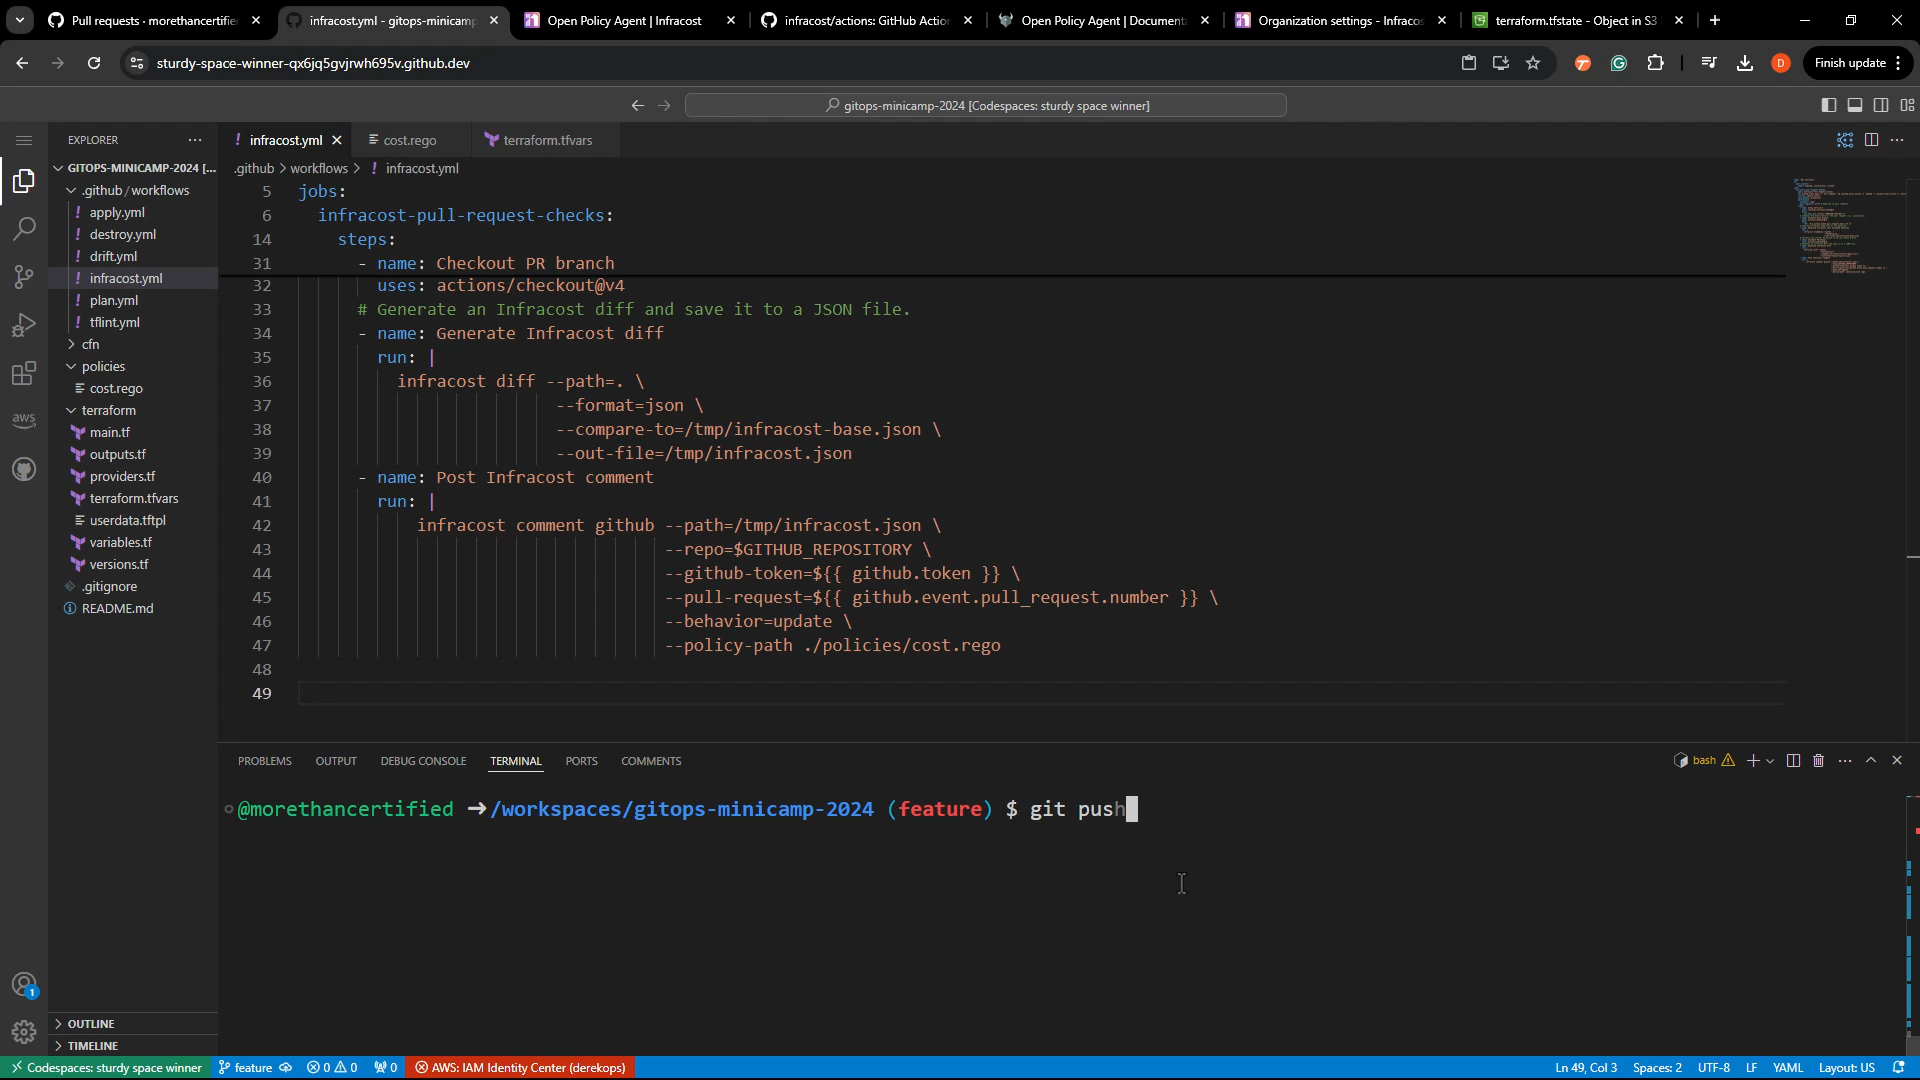 Pull requests · morethancertifie
infracost.yml - gitops-minicamp
Open Policy Agent | Infracost
infracost/actions: GitHub Action
Open Policy Agent | Documenta
Organization settings - Infracos
terraform.tfstate - Object in S3
sturdy-space-winner-qx6jq5gvjrwh695v.github.dev
D
Finish update
gitops-minicamp-2024 [Codespaces: sturdy space winner]
EXPLORER
GITOPS-MINICAMP-2024 [...
.github / workflows
apply.yml
destroy.yml
drift.yml
infracost.yml
plan.yml
tflint.yml
cfn
policies
cost.rego
terraform
main.tf
outputs.tf
providers.tf
terraform.tfvars
userdata.tftpl
variables.tf
versions.tf
.gitignore
README.md
OUTLINE
TIMELINE
aws
1
infracost.yml
cost.rego
terraform.tfvars
.github > workflows > ! infracost.yml
5 jobs:
6 infracost-pull-request-checks:
14 steps:
31 - name: Checkout PR branch
32 uses: actions/checkout@v4
33 # Generate an Infracost diff and save it to a JSON file.
34 - name: Generate Infracost diff
35 run: |
36 infracost diff --path=. \
37 --format=json \
38 --compare-to=/tmp/infracost-base.json \
39 --out-file=/tmp/infracost.json
40 - name: Post Infracost comment
41 run: |
42 infracost comment github --path=/tmp/infracost.json \
43 --repo=$GITHUB_REPOSITORY \
44 --github-token=${{ github.token }} \
45 --pull-request=${{ github.event.pull_request.number }} \
46 --behavior=update \
47 --policy-path ./policies/cost.rego
48
49
PROBLEMS OUTPUT DEBUG CONSOLE TERMINAL PORTS COMMENTS
bash
@morethancertified ➜ /workspaces/gitops-minicamp-2024 (feature) $ git push
Codespaces: sturdy space winner
feature
0 0
0
AWS: IAM Identity Center (derekops)
Ln 49, Col 3
Spaces: 2
UTF-8
LF
YAML
Layout: US